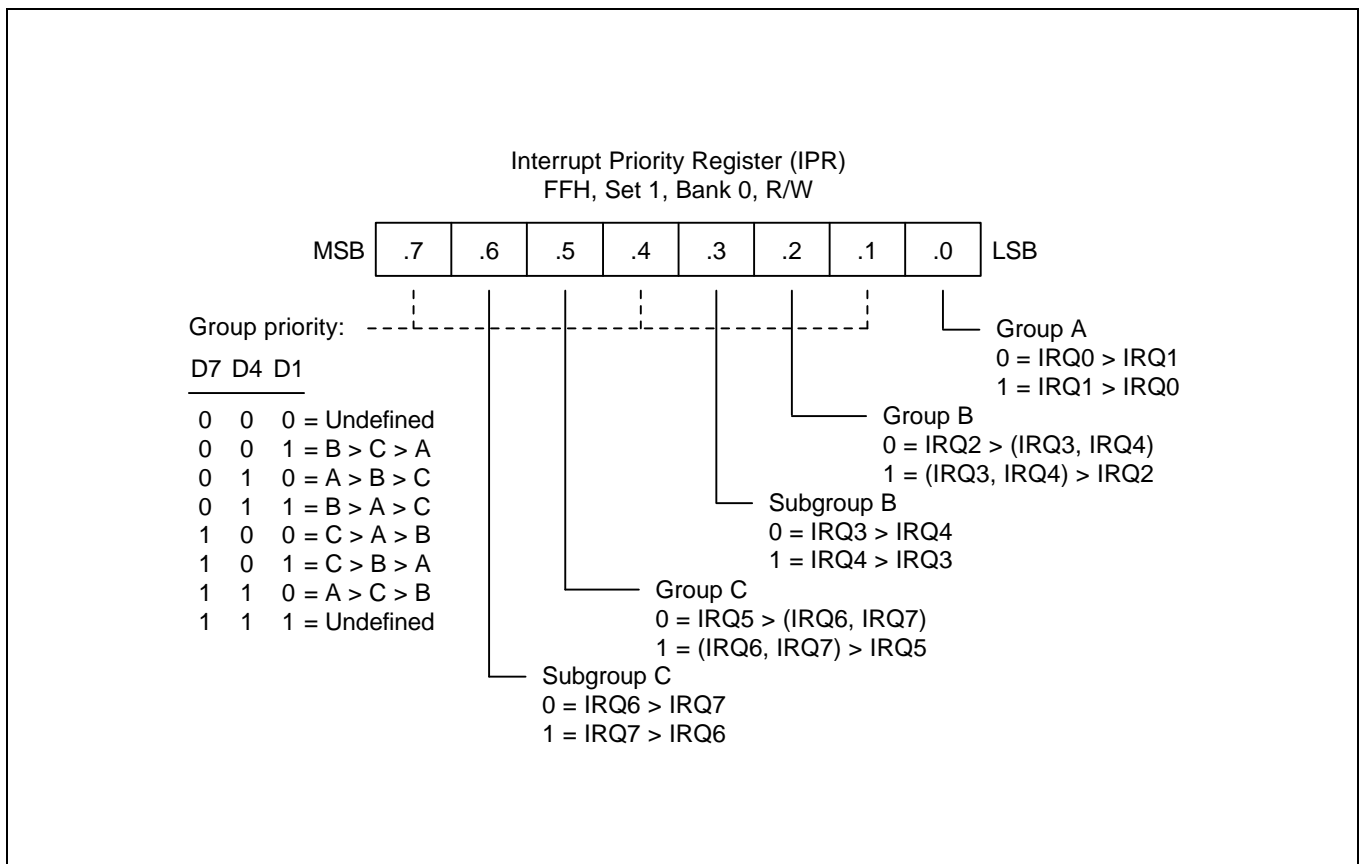 Interrupt Priority Register (IPR)
FFH, Set 1, Bank 0, R/W
MSB .7 .6 .5 .4 .3 .2 .1 .0 LSB
Group priority:
D7 D4 D1
0 0 0 = Undefined
0 0 1 = B > C > A
0 1 0 = A > B > C
0 1 1 = B > A > C
1 0 0 = C > A > B
1 0 1 = C > B > A
1 1 0 = A > C > B
1 1 1 = Undefined
Group A
0 = IRQ0 > IRQ1
1 = IRQ1 > IRQ0
Group B
0 = IRQ2 > (IRQ3, IRQ4)
1 = (IRQ3, IRQ4) > IRQ2
Subgroup B
0 = IRQ3 > IRQ4
1 = IRQ4 > IRQ3
Group C
0 = IRQ5 > (IRQ6, IRQ7)
1 = (IRQ6, IRQ7) > IRQ5
Subgroup C
0 = IRQ6 > IRQ7
1 = IRQ7 > IRQ6